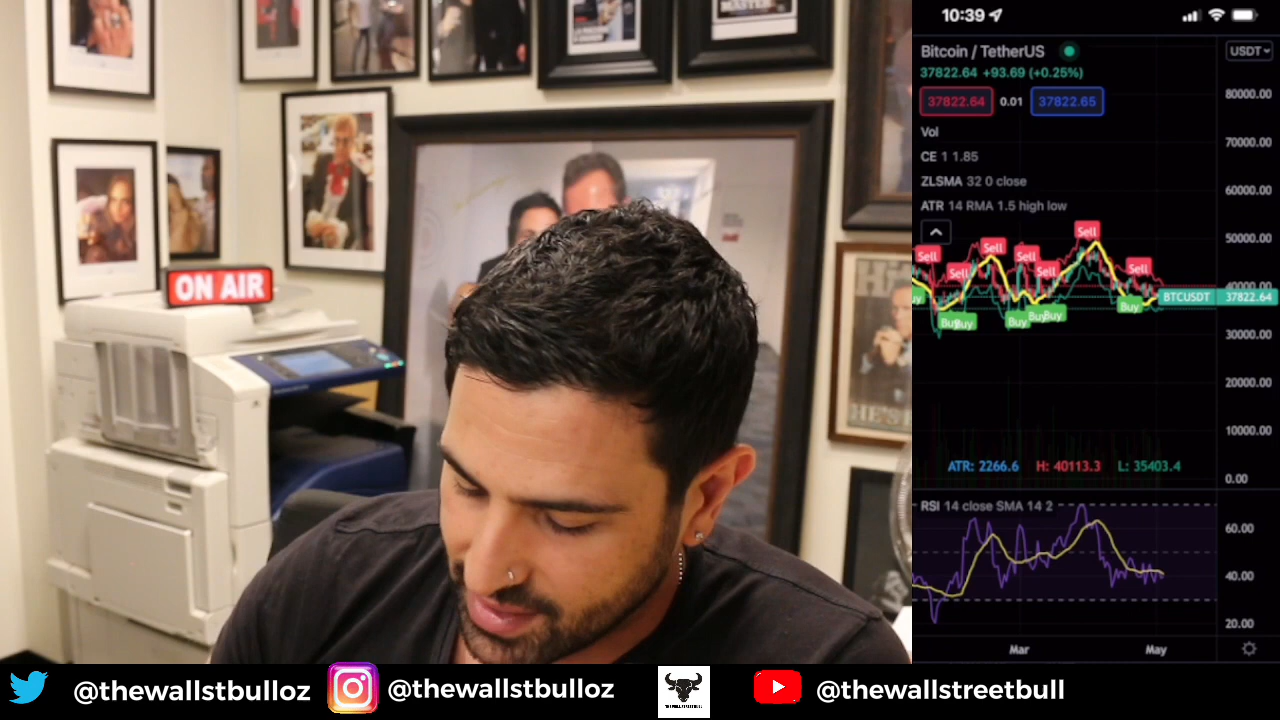 ON AIR
10:39
Bitcoin / TetherUS
USDT
37822.64 +93.69 (+0.25%)
37822.64 0.01 37822.65
Vol
CE 1 1.85
ZLSMA 32 0 close
ATR 14 RMA 1.5 high low
80000.00
70000.00
60000.00
50000.00
40000.00
30000.00
20000.00
10000.00
0.00
Sell
Sell
Sell
Sell
Sell
Sell
Sell
Buy
Buy
Buy
Buy
Buy
Buy
BTCUSDT 37822.64
ATR: 2266.6 H: 40113.3 L: 35403.4
RSI 14 close SMA 14 2
60.00
40.00
20.00
Mar May
@thewallstbulloz @thewallstbulloz @thewallstreetbull